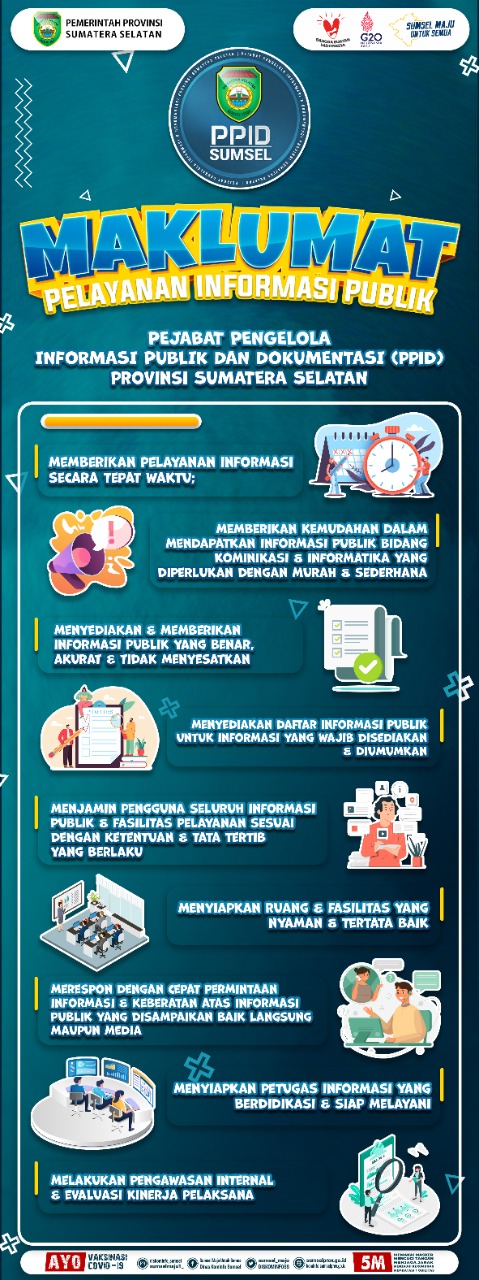 PEMERINTAH PROVINSI
SUMATERA SELATAN
G20
SUMSEL MAJU
UNTUK SEMUA
PPID
SUMSEL
MAKLUMAT
PELAYANAN INFORMASI PUBLIK
PEJABAT PENGELOLA
INFORMASI PUBLIK DAN DOKUMENTASI (PPID)
PROVINSI SUMATERA SELATAN
MEMBERIKAN PELAYANAN INFORMASI
SECARA TEPAT WAKTU;
MEMBERIKAN KEMUDAHAN DALAM
MENDAPATKAN INFORMASI PUBLIK BIDANG
KOMINIKASI & INFORMATIKA YANG
DIPERLUKAN DENGAN MURAH & SEDERHANA
MENYEDIAKAN & MEMBERIKAN
INFORMASI PUBLIK YANG BENAR,
AKURAT & TIDAK MENYESATKAN
MENYEDIAKAN DAFTAR INFORMASI PUBLIK
UNTUK INFORMASI YANG WAJIB DISEDIAKAN
& DIUMUMKAN
MENJAMIN PENGGUNA SELURUH INFORMASI
PUBLIK & FASILITAS PELAYANAN SESUAI
DENGAN KETENTUAN & TATA TERTIB
YANG BERLAKU
MENYIAPKAN RUANG & FASILITAS YANG
NYAMAN & TERTATA BAIK
MERESPON DENGAN CEPAT PERMINTAAN
INFORMASI & KEBERATAN ATAS INFORMASI
PUBLIK YANG DISAMPAIKAN BAIK LANGSUNG
MAUPUN MEDIA
MENYIAPKAN PETUGAS INFORMASI YANG
BERDIDIKASI & SIAP MELAYANI
MELAKUKAN PENGAWASAN INTERNAL
& EVALUASI KINERJA PELAKSANA
AYO VAKSINASI
COVID -19
5M